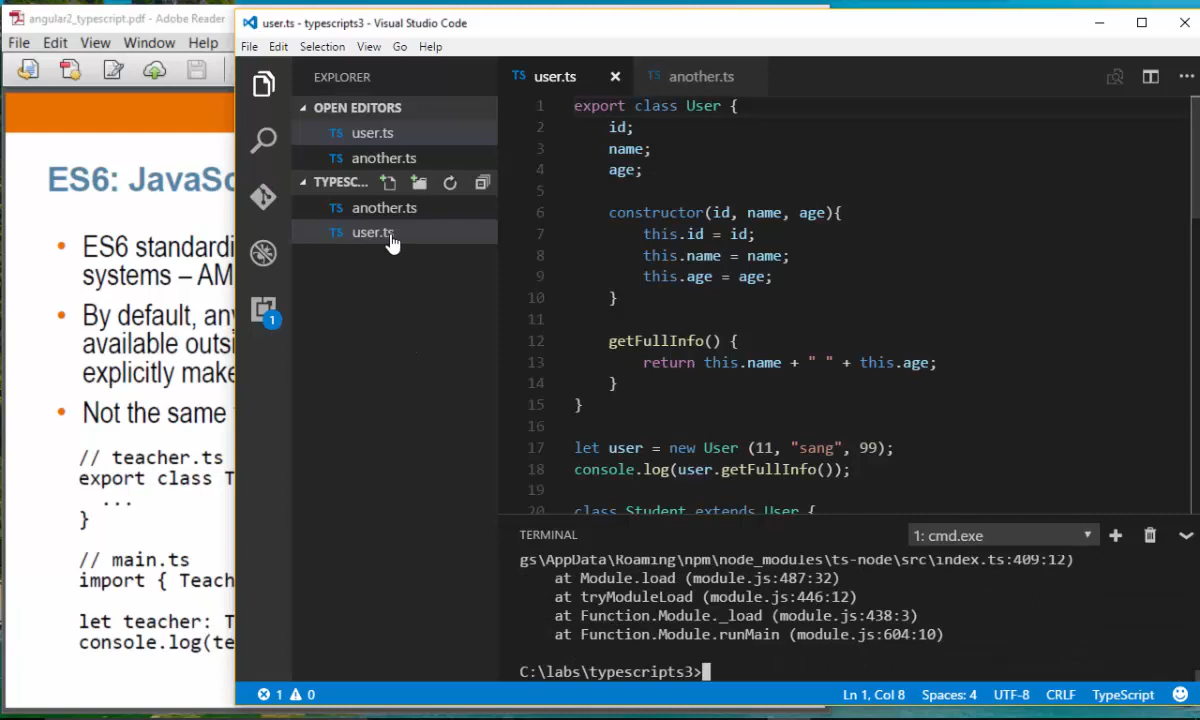 angular2_typescript.pdf - Adobe Reader
File Edit View Window Help
ES6: JavaSc
ES6 standardi
systems – AM
By default, any
available outsi
explicitly make
Not the same
// teacher.ts
export class T
...
}
// main.ts
import { Teach
let teacher: T
console.log(te
user.ts - typescripts3 - Visual Studio Code
File Edit Selection View Go Help
EXPLORER
OPEN EDITORS
TS user.ts
TS another.ts
TYPESC...
TS another.ts
TS user.ts
1
TS user.ts
TS another.ts
1 export class User {
2 id;
3 name;
4 age;
5
6 constructor(id, name, age){
7 this.id = id;
8 this.name = name;
9 this.age = age;
10 }
11
12 getFullInfo() {
13 return this.name + " " + this.age;
14 }
15 }
16
17 let user = new User (11, "sang", 99);
18 console.log(user.getFullInfo());
19
20 class Student extends User {
TERMINAL
1: cmd.exe
gs\AppData\Roaming\npm\node_modules\ts-node\src\index.ts:409:12)
at Module.load (module.js:487:32)
at tryModuleLoad (module.js:446:12)
at Function.Module._load (module.js:438:3)
at Function.Module.runMain (module.js:604:10)
C:\labs\typescripts3>
1 0
Ln 1, Col 8 Spaces: 4 UTF-8 CRLF TypeScript